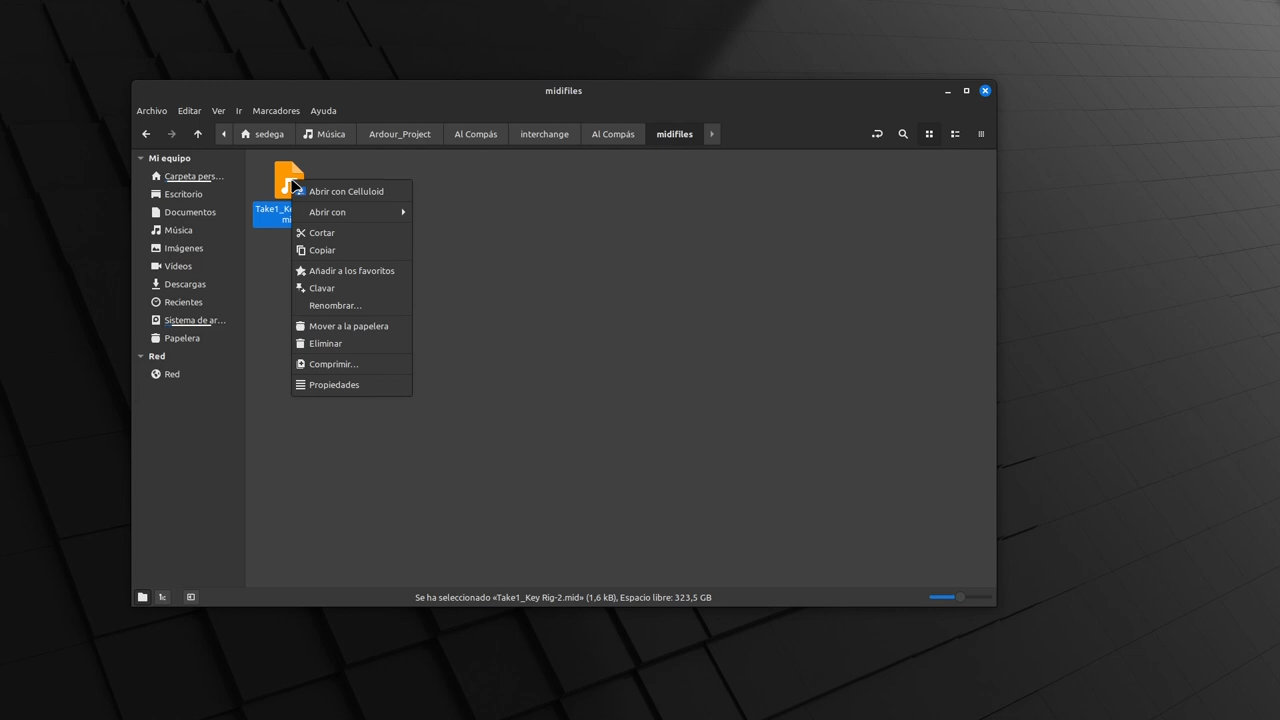 midifiles
Archivo Editar Ver Ir Marcadores Ayuda
sedega Música Ardour_Project Al Compás interchange Al Compás midifiles
Mi equipo
Carpeta pers...
Escritorio
Documentos
Música
Imágenes
Vídeos
Descargas
Recientes
Sistema de ar...
Papelera
Red
Red
Abrir con Celluloid
Abrir con
Cortar
Copiar
Añadir a los favoritos
Clavar
Renombrar...
Mover a la papelera
Eliminar
Comprimir...
Propiedades
Se ha seleccionado «Take1_Key Rig-2.mid» (1,6 kB), Espacio libre: 323,5 GB